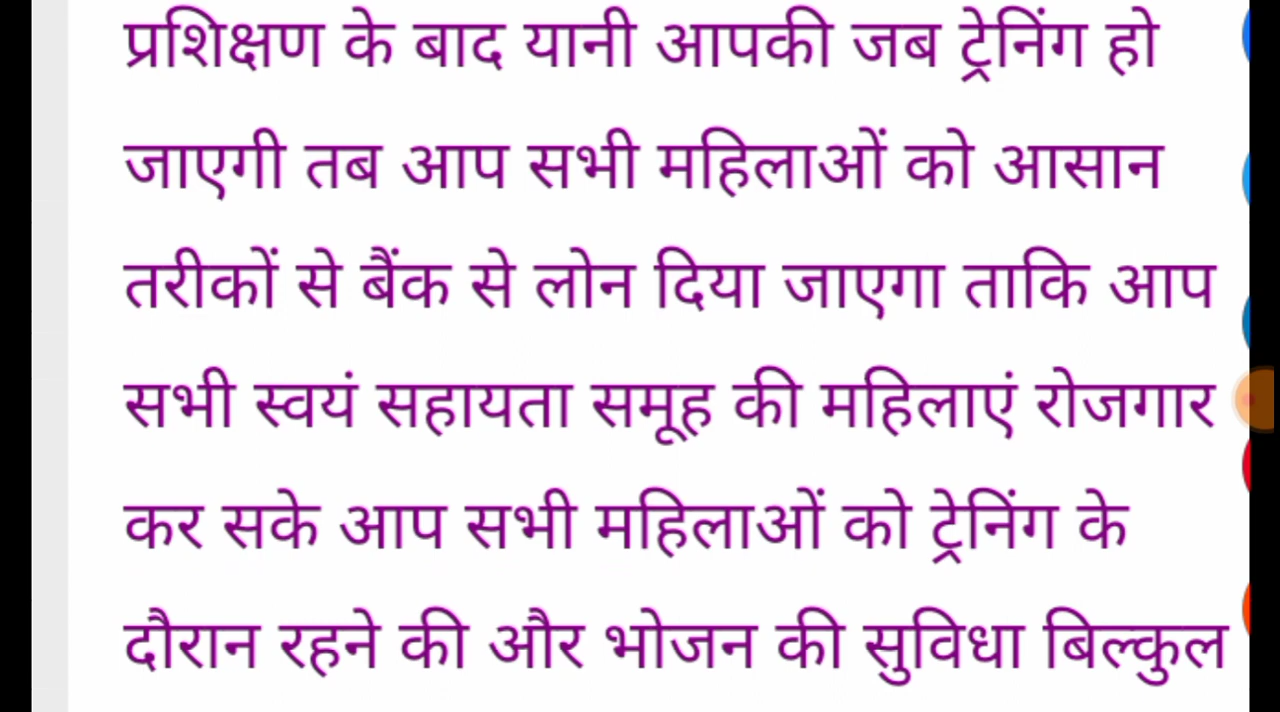 प्रशिक्षण के बाद यानी आपकी जब ट्रेनिंग हो
जाएगी तब आप सभी महिलाओं को आसान
तरीकों से बैंक से लोन दिया जाएगा ताकि आप
सभी स्वयं सहायता समूह की महिलाएं रोजगार
कर सके आप सभी महिलाओं को ट्रेनिंग के
दौरान रहने की और भोजन की सुविधा बिल्कुल